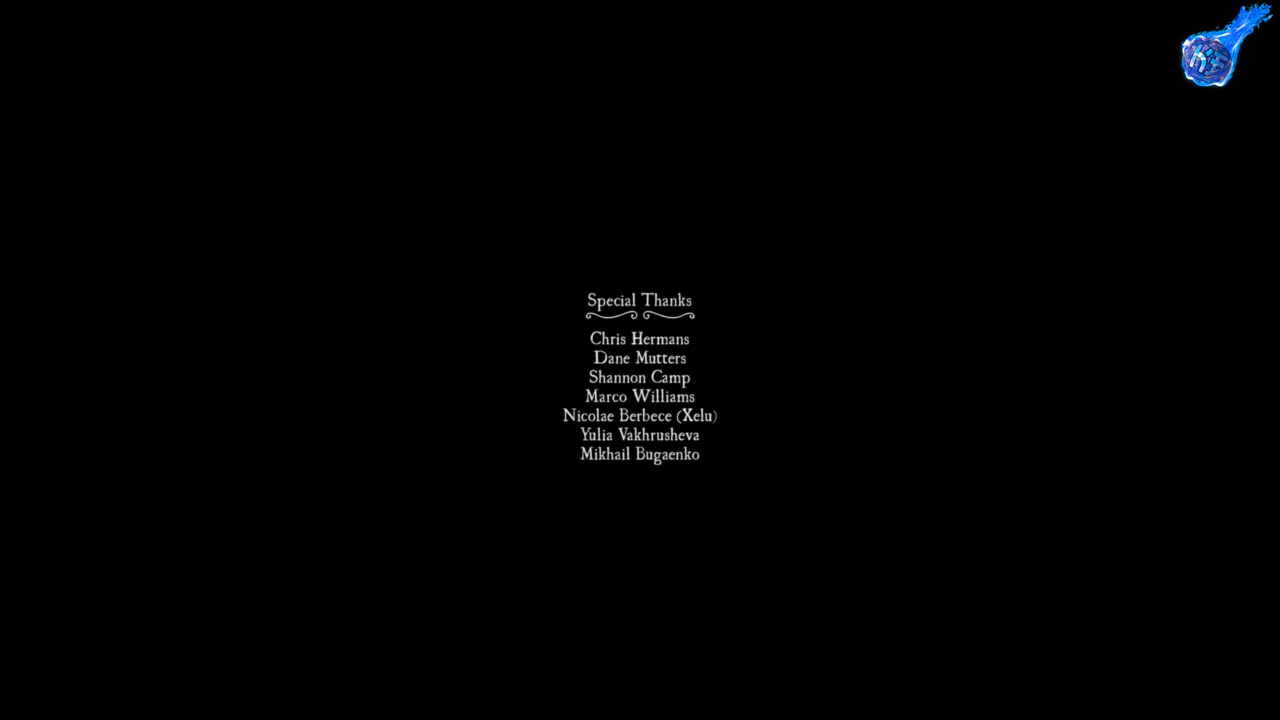 Special Thanks
Chris Hermans
Dane Mutters
Shannon Camp
Marco Williams
Nicolae Berbece (Xelu)
Yulia Vakhrusheva
Mikhail Bugaenko